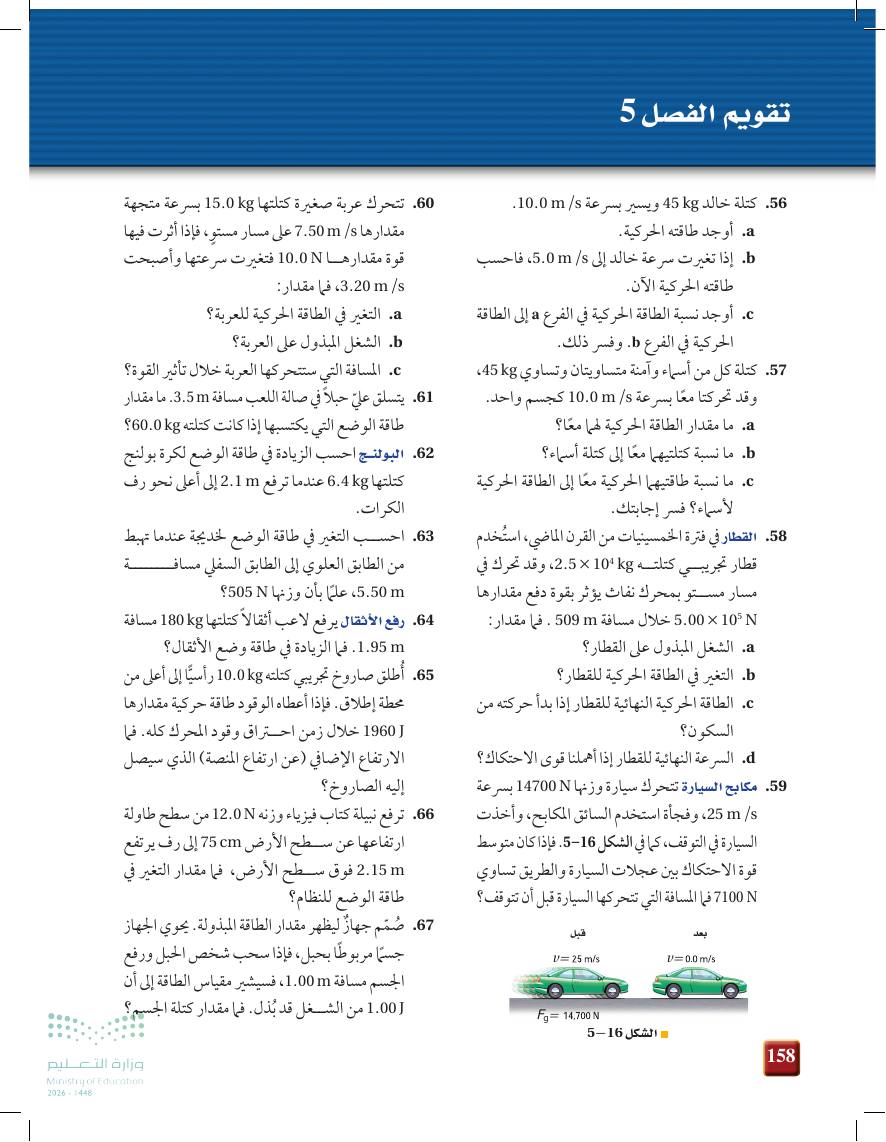 تقويم الفصل 5
56. كتلة خالد 45 kg ويسير بسرعة 10.0 m/s.
a. أوجد طاقته الحركية.
b. إذا تغيرت سرعة خالد إلى 5.0 m/s، فاحسب
طاقته الحركية الآن.
c. أوجد نسبة الطاقة الحركية في الفرع a إلى الطاقة
الحركية في الفرع b. وفسر ذلك.
57. كتلة كل من أسماء وآمنة متساويتان وتساوي 45 kg،
وقد تحركتا معًا بسرعة 10.0 m/s كجسم واحد.
a. ما مقدار الطاقة الحركية لهما معًا؟
b. ما نسبة كتلتيهما معًا إلى كتلة أسماء؟
c. ما نسبة طاقتيهما الحركية معًا إلى الطاقة الحركية
لأسماء؟ فسر إجابتك.
58. القطار في فترة الخمسينيات من القرن الماضي، استُخدم
قطار تجريبي كتلته 2.5 × 10⁴ kg، وقد تحرك في
مسار مستو بمحرك نفاث يؤثر بقوة دفع مقدارها
5.00 × 10⁵ N خلال مسافة 509 m . فما مقدار:
a. الشغل المبذول على القطار؟
b. التغير في الطاقة الحركية للقطار؟
c. الطاقة الحركية النهائية للقطار إذا بدأ حركته من
السكون؟
d. السرعة النهائية للقطار إذا أهملنا قوى الاحتكاك؟
59. مكابح السيارة تتحرك سيارة وزنها 14700 N بسرعة
25 m/s، وفجأة استخدم السائق المكابح، وأخذت
السيارة في التوقف، كما في الشكل 16-5. فإذا كان متوسط
قوة الاحتكاك بين عجلات السيارة والطريق تساوي
7100 N فما المسافة التي تتحركها السيارة قبل أن تتوقف؟
قبل
بعد
v = 25 m/s
v = 0.0 m/s
Fg = 14,700 N
الشكل 16-5
60. تتحرك عربة صغيرة كتلتها 15.0 kg بسرعة متجهة
مقدارها 7.50 m/s على مسار مستوٍ، فإذا أثرت فيها
قوة مقدارها 10.0 N فتغيرت سرعتها وأصبحت
3.20 m/s، فما مقدار:
a. التغير في الطاقة الحركية للعربة؟
b. الشغل المبذول على العربة؟
c. المسافة التي ستتحركها العربة خلال تأثير القوة؟
61. يتسلق عليّ حبلاً في صالة اللعب مسافة 3.5 m. ما مقدار
طاقة الوضع التي يكتسبها إذا كانت كتلته 60.0 kg؟
62. البولنج احسب الزيادة في طاقة الوضع لكرة بولنج
كتلتها 6.4 kg عندما ترفع 2.1 m إلى أعلى نحو رف
الكرات.
63. احسب التغير في طاقة الوضع لخديجة عندما تهبط
من الطابق العلوي إلى الطابق السفلي مسافة
5.50 m، علمًا بأن وزنها 505 N؟
64. رفع الأثقال يرفع لاعب أثقالاً كتلتها 180 kg مسافة
1.95 m. فما الزيادة في طاقة وضع الأثقال؟
65. أُطلق صاروخ تجريبي كتلته 10.0 kg رأسيًّا إلى أعلى من
محطة إطلاق. فإذا أعطاه الوقود طاقة حركية مقدارها
1960 J خلال زمن احتراق وقود المحرك كله. فما
الارتفاع الإضافي (عن ارتفاع المنصة) الذي سيصل
إليه الصاروخ؟
66. ترفع نبيلة كتاب فيزياء وزنه 12.0 N من سطح طاولة
ارتفاعها عن سطح الأرض 75 cm إلى رف يرتفع
2.15 m فوق سطح الأرض، فما مقدار التغير في
طاقة الوضع للنظام؟
67. صُمّم جهازٌ ليظهر مقدار الطاقة المبذولة. يحوي الجهاز
جسمًا مربوطًا بحبل، فإذا سحب شخص الحبل ورفع
الجسم مسافة 1.00 m، فسيشير مقياس الطاقة إلى أن
1.00 J من الشغل قد بُذل. فما مقدار كتلة الجسم؟
158
وزارة التعليم
Ministry of Education
2026 - 1448